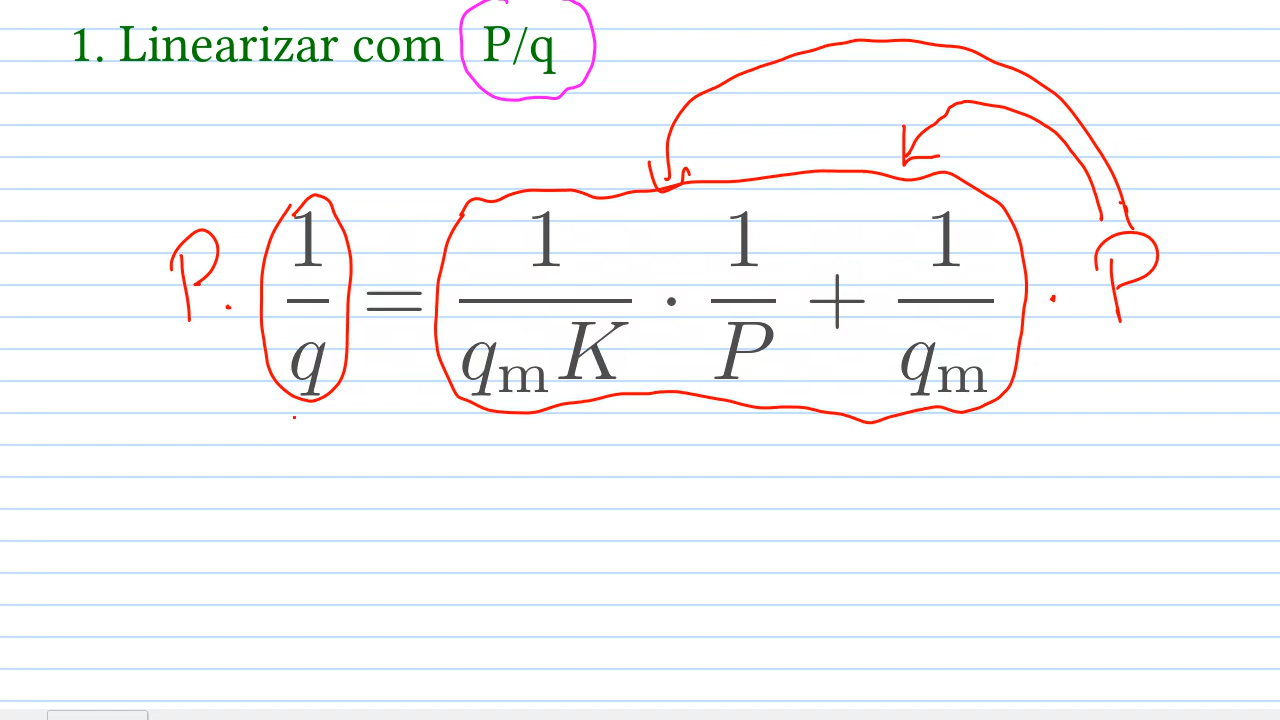 1. Linearizar com P/q
P · 1/q = 1/(q_m K) · 1/P + 1/q_m · P